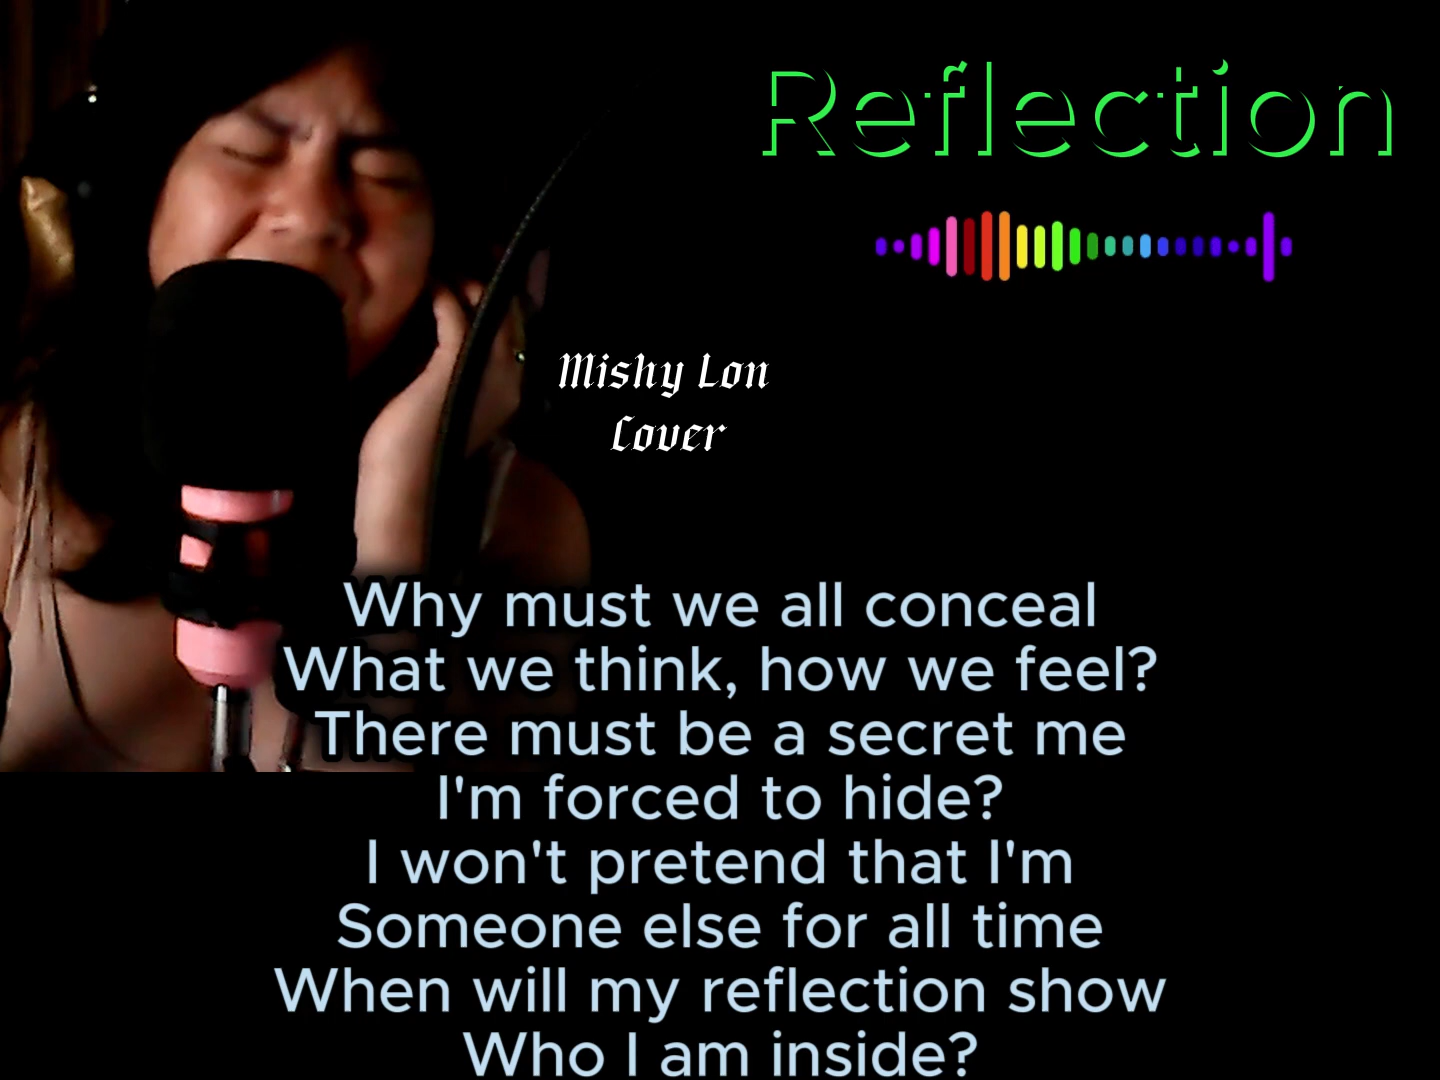 Reflection
Mishy Lon
Cover
Why must we all conceal
What we think, how we feel?
There must be a secret me
I'm forced to hide?
I won't pretend that I'm
Someone else for all time
When will my reflection show
Who I am inside?